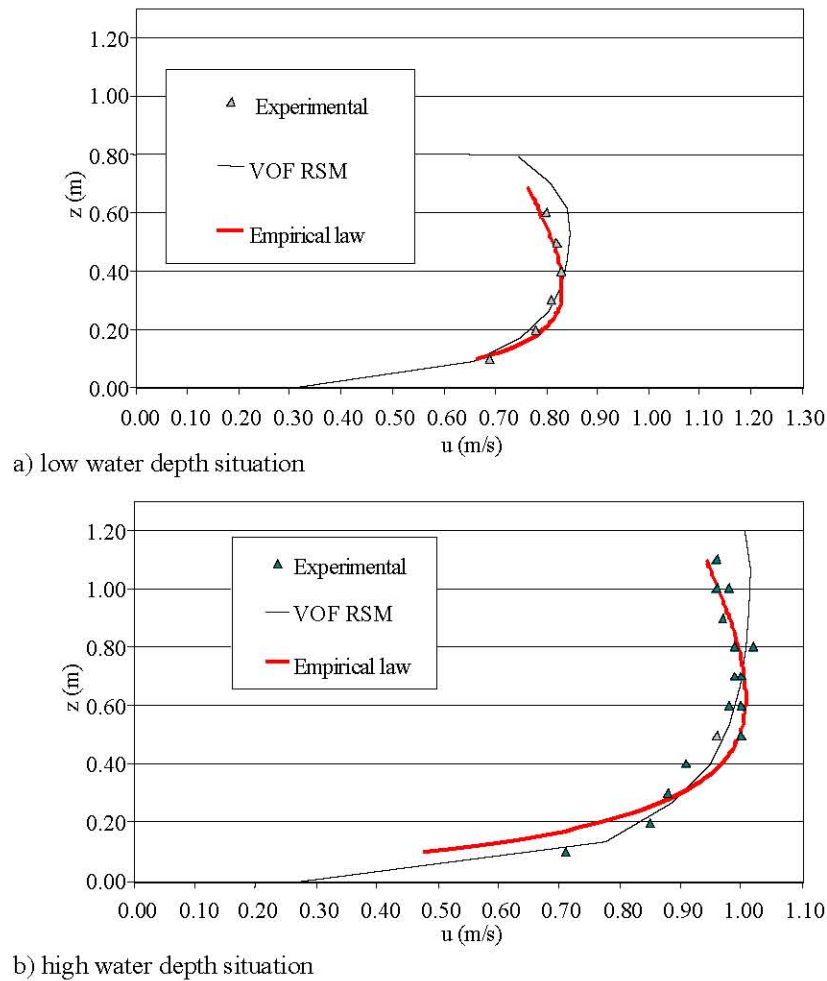 1.20
1.00
0.80
0.60
0.40
0.20
0.00
z (m)
Experimental
VOF RSM
Empirical law
0.00 0.10 0.20 0.30 0.40 0.50 0.60 0.70 0.80 0.90 1.00 1.10 1.20 1.30
u (m/s)
a) low water depth situation
1.20
1.00
0.80
0.60
0.40
0.20
0.00
z (m)
Experimental
VOF RSM
Empirical law
0.00 0.10 0.20 0.30 0.40 0.50 0.60 0.70 0.80 0.90 1.00 1.10
u (m/s)
b) high water depth situation